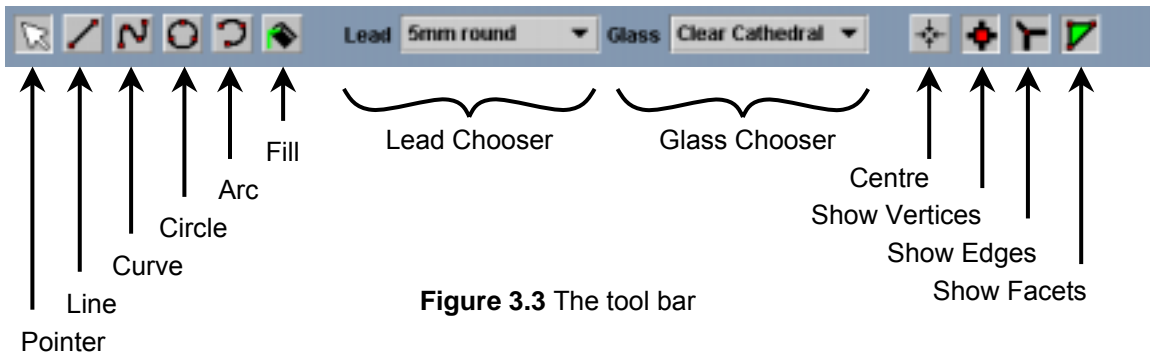 Lead 5mm round Glass Clear Cathedral
Lead Chooser Glass Chooser
Fill
Arc
Circle
Curve
Line
Pointer
Centre
Show Vertices
Show Edges
Show Facets
Figure 3.3 The tool bar